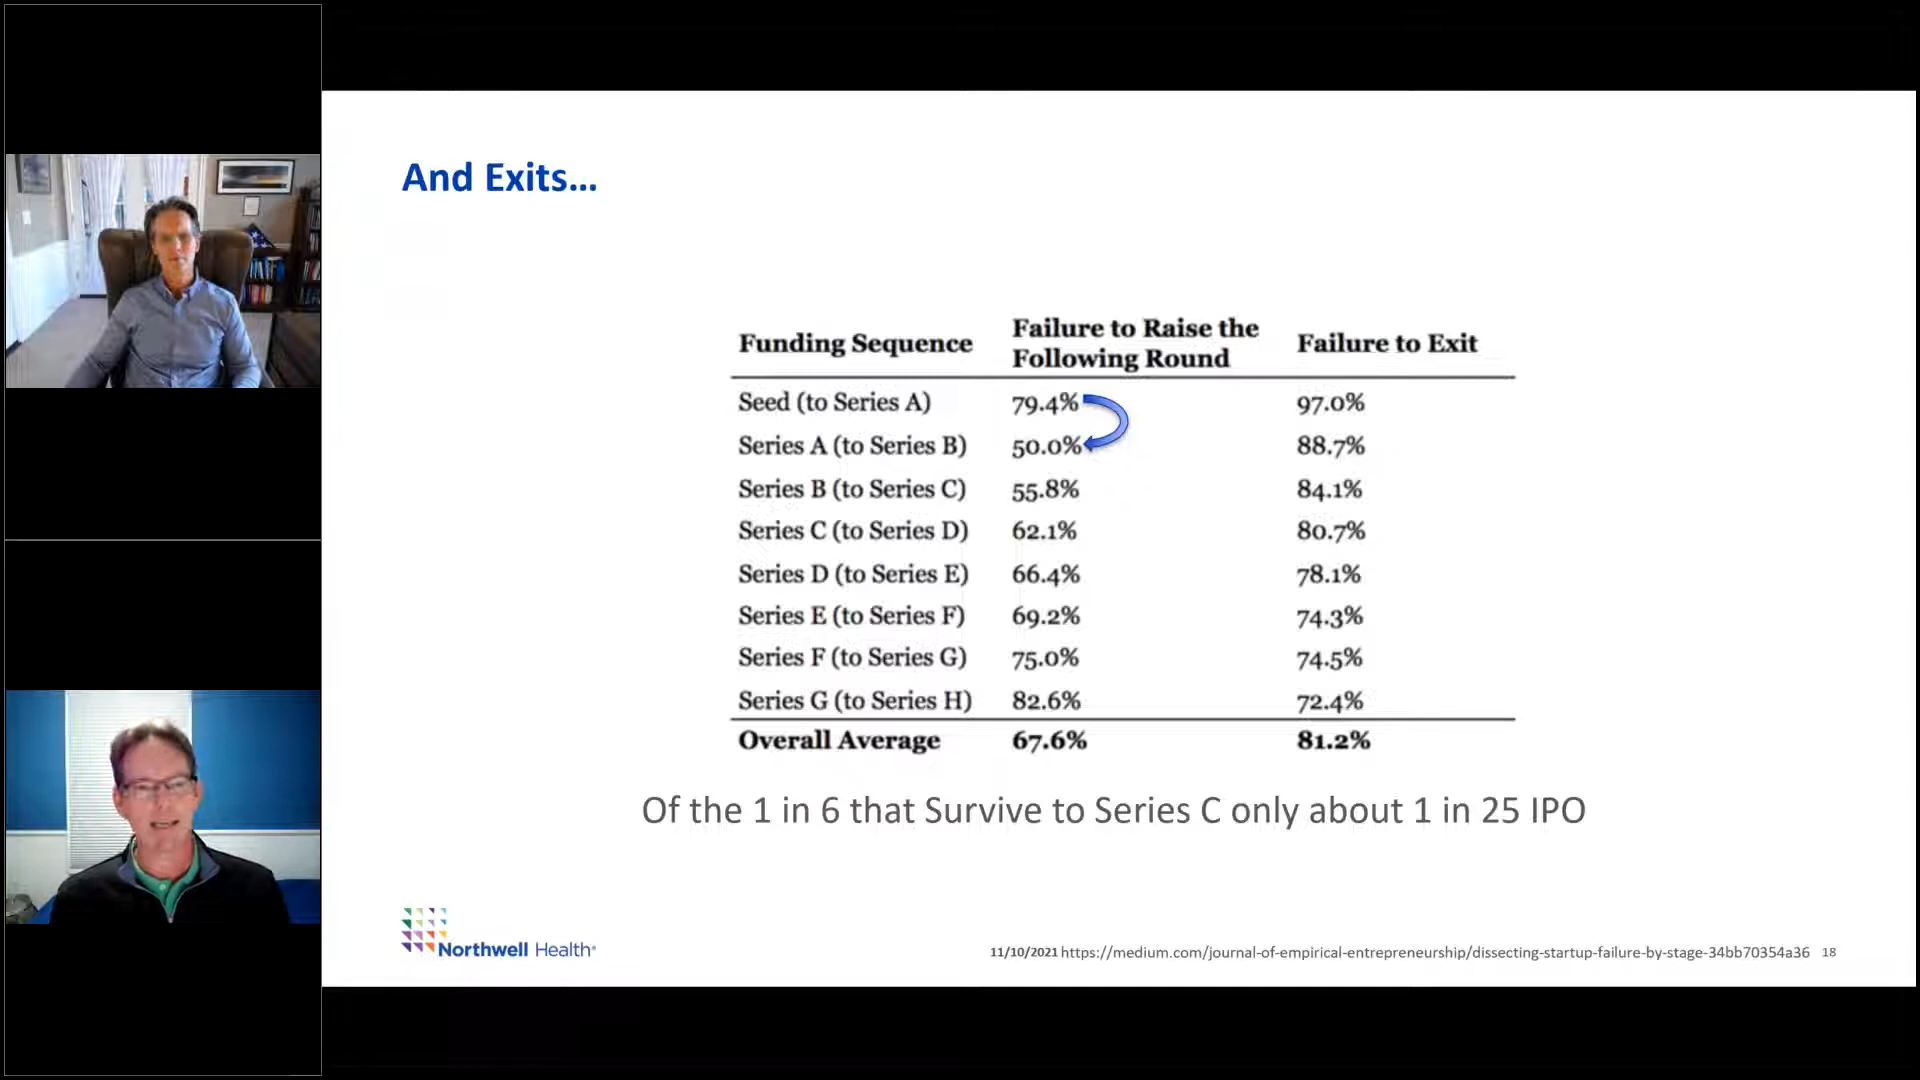 And Exits...
Funding Sequence Failure to Raise the Following Round Failure to Exit
Seed (to Series A) 79.4% 97.0%
Series A (to Series B) 50.0% 88.7%
Series B (to Series C) 55.8% 84.1%
Series C (to Series D) 62.1% 80.7%
Series D (to Series E) 66.4% 78.1%
Series E (to Series F) 69.2% 74.3%
Series F (to Series G) 75.0% 74.5%
Series G (to Series H) 82.6% 72.4%
Overall Average 67.6% 81.2%
Of the 1 in 6 that Survive to Series C only about 1 in 25 IPO
Northwell Health®
11/10/2021 https://medium.com/journal-of-empirical-entrepreneurship/dissecting-startup-failure-by-stage-34bb70354a36 18